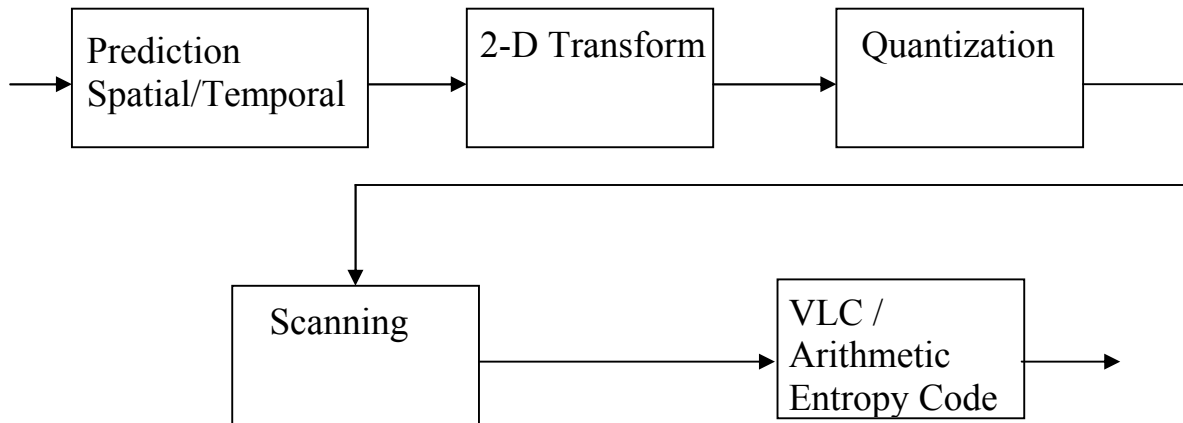 Prediction
Spatial/Temporal
2-D Transform
Quantization
Scanning
VLC /
Arithmetic
Entropy Code